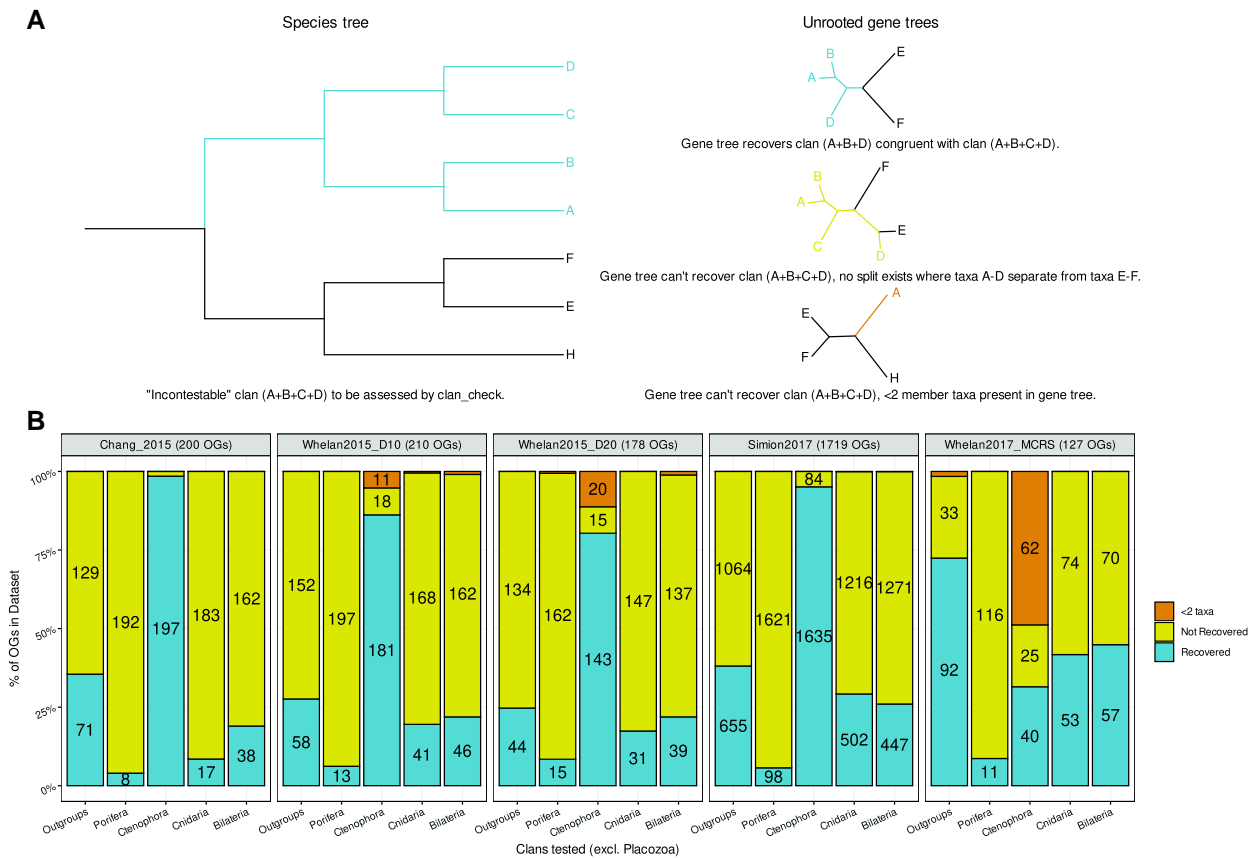 A
Species tree
Unrooted gene trees
D
C
B
A
F
E
H
"Incontestable" clan (A+B+C+D) to be assessed by clan_check.
B
E
A
D
F
Gene tree recovers clan (A+B+D) congruent with clan (A+B+C+D).
F
B
A
E
C
D
Gene tree can't recover clan (A+B+C+D), no split exists where taxa A-D separate from taxa E-F.
A
E
F
H
Gene tree can't recover clan (A+B+C+D), <2 member taxa present in gene tree.
B
% of OGs in Dataset
100%
75%
50%
25%
0%
Chang_2015 (200 OGs)
129
71
192
8
197
183
17
162
38
Outgroups
Porifera
Ctenophora
Cnidaria
Bilateria
Whelan2015_D10 (210 OGs)
152
58
197
13
11
18
181
168
41
162
46
Outgroups
Porifera
Ctenophora
Cnidaria
Bilateria
Whelan2015_D20 (178 OGs)
134
44
162
15
20
15
143
147
31
137
39
Outgroups
Porifera
Ctenophora
Cnidaria
Bilateria
Simion2017 (1719 OGs)
1064
655
1621
98
84
1635
1216
502
1271
447
Outgroups
Porifera
Ctenophora
Cnidaria
Bilateria
Whelan2017_MCRS (127 OGs)
33
92
116
11
62
25
40
74
53
70
57
Outgroups
Porifera
Ctenophora
Cnidaria
Bilateria
Clans tested (excl. Placozoa)
<2 taxa
Not Recovered
Recovered